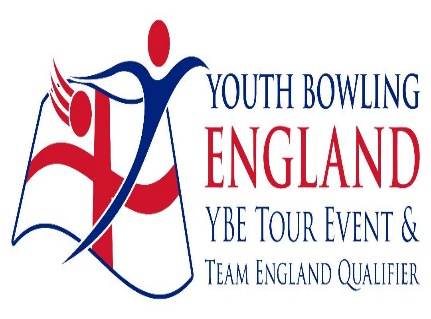 YOUTH BOWLING
ENGLAND
YBE TOUR EVENT &
TEAM ENGLAND QUALIFIER